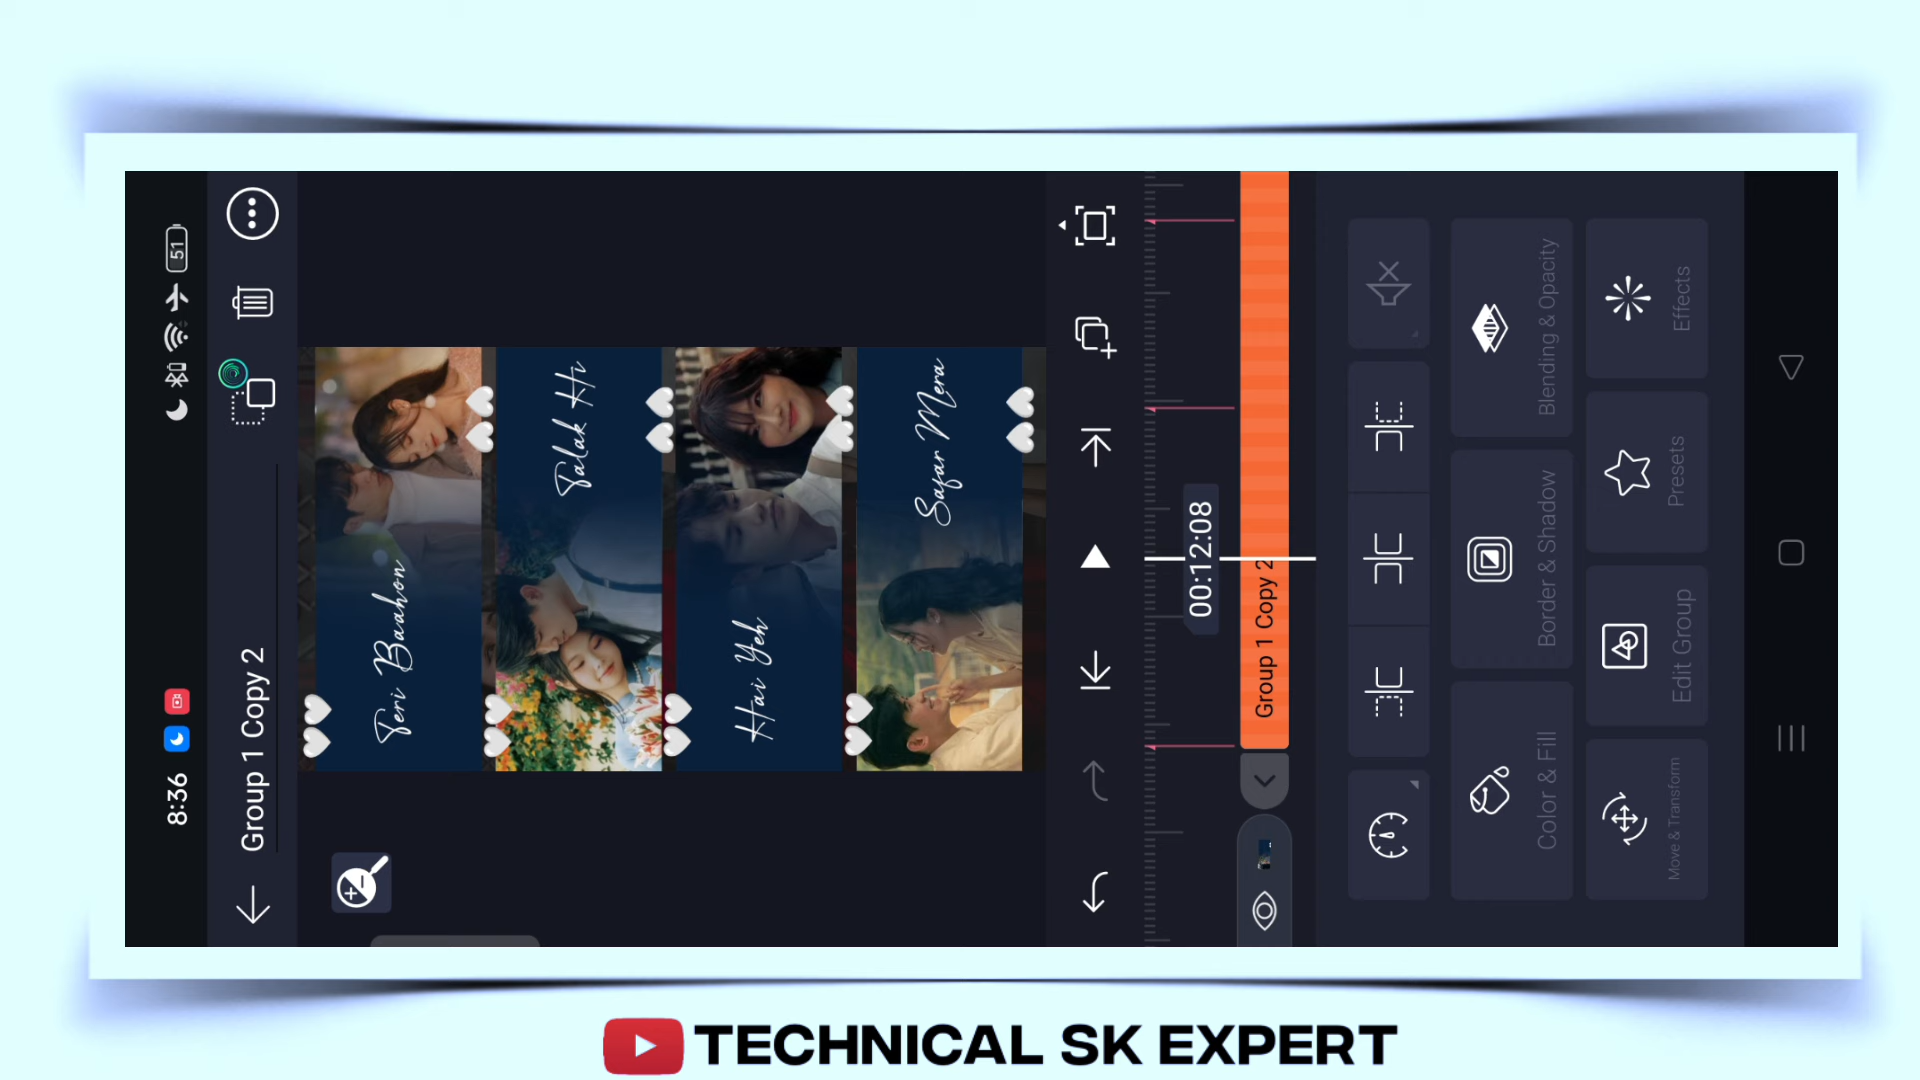 8:36
51
Group 1 Copy 2
Teri Baahon
Talak Hi
Hai Yeh
Safar Mera
00:12:08
Group 1 Copy 2
Color & Fill
Border & Shadow
Blending & Opacity
Move & Transform
Edit Group
Presets
Effects
TECHNICAL SK EXPERT